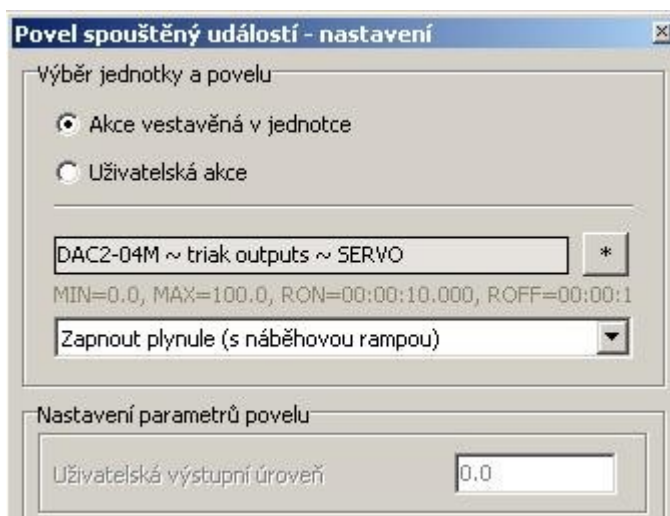 Povel spouštěný událostí - nastavení
Výběr jednotky a povelu
Akce vestavěná v jednotce
Uživatelská akce
DAC2-04M ~ triak outputs ~ SERVO
*
MIN=0.0, MAX=100.0, RON=00:00:10.000, ROFF=00:00:1
Zapnout plynule (s náběhovou rampou)
Nastavení parametrů povelu
Uživatelská výstupní úroveň 0.0